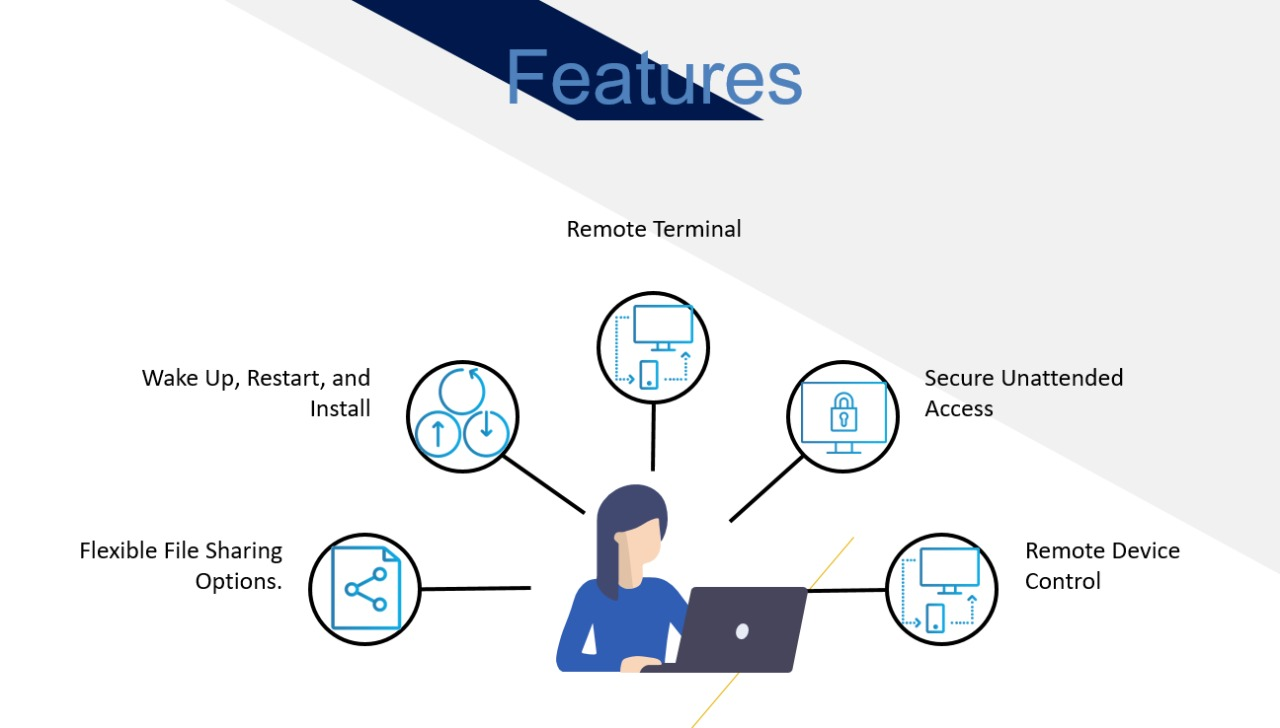 Features
Remote Terminal
Wake Up, Restart, and
Install
Secure Unattended
Access
Flexible File Sharing
Options.
Remote Device
Control